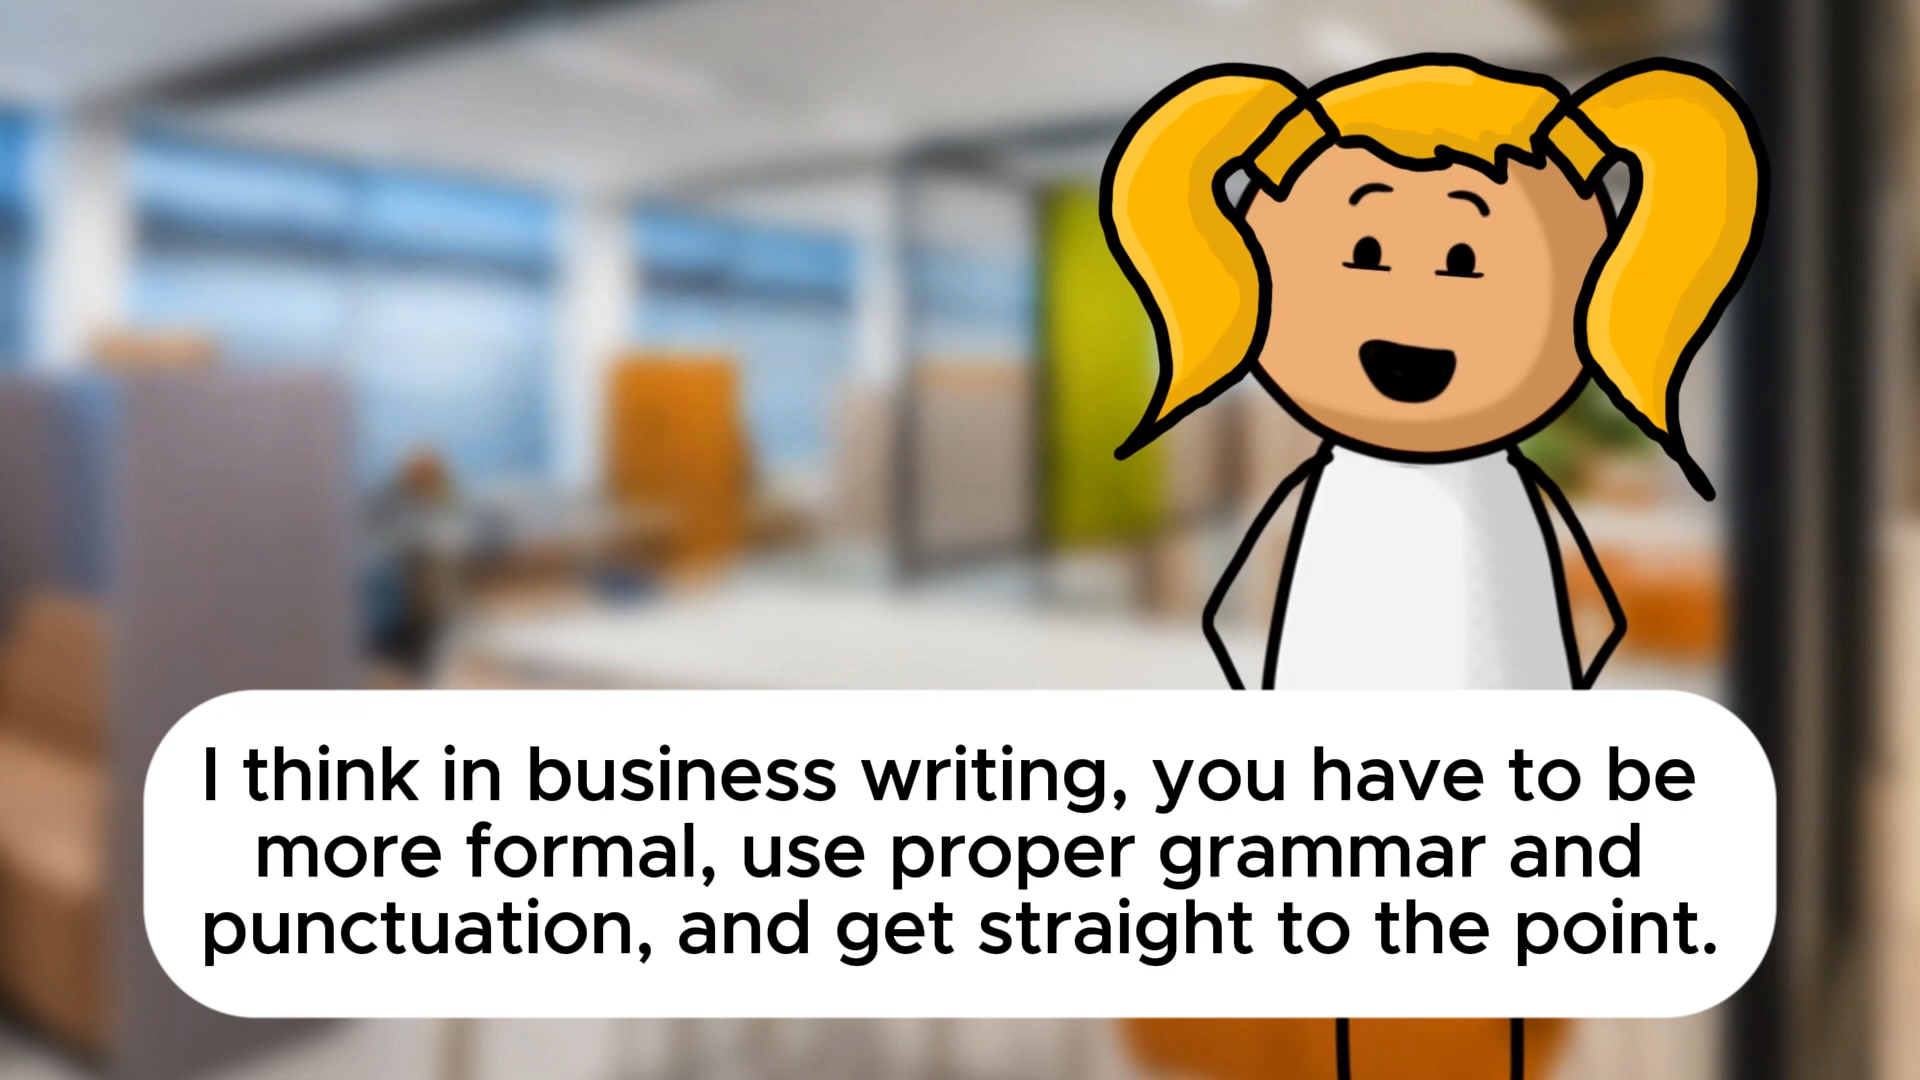 I think in business writing, you have to be
more formal, use proper grammar and
punctuation, and get straight to the point.